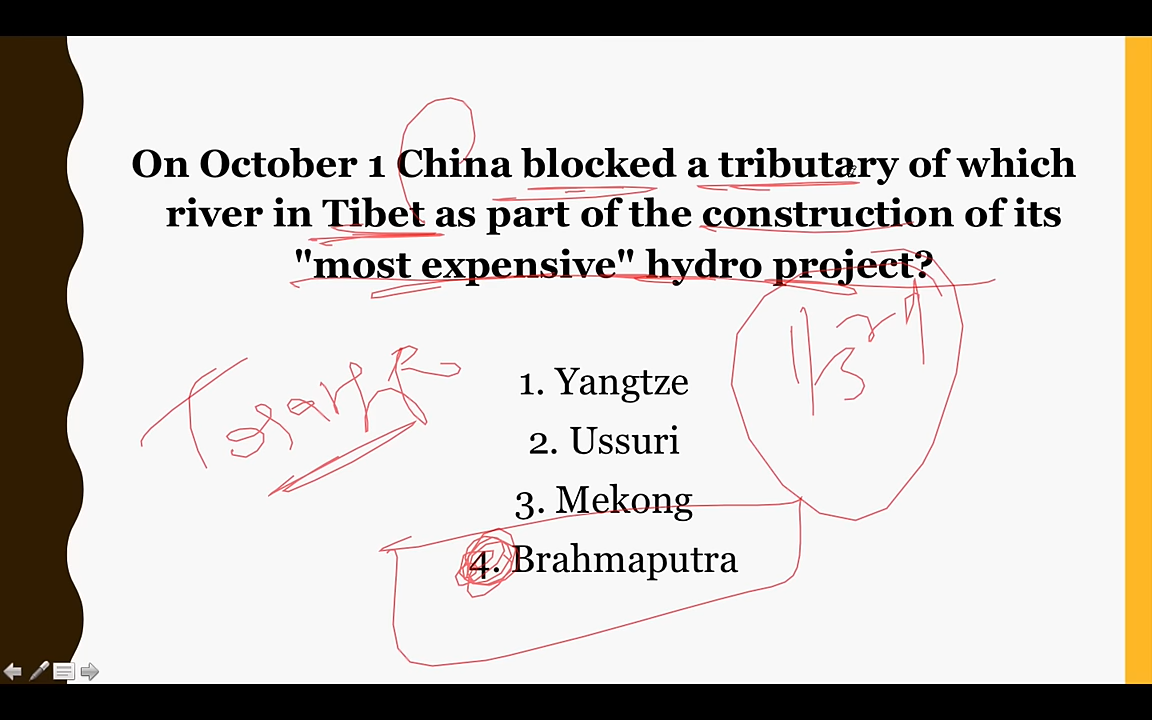 On October 1 China blocked a tributary of which
river in Tibet as part of the construction of its
"most expensive" hydro project?
1. Yangtze
2. Ussuri
3. Mekong
4. Brahmaputra